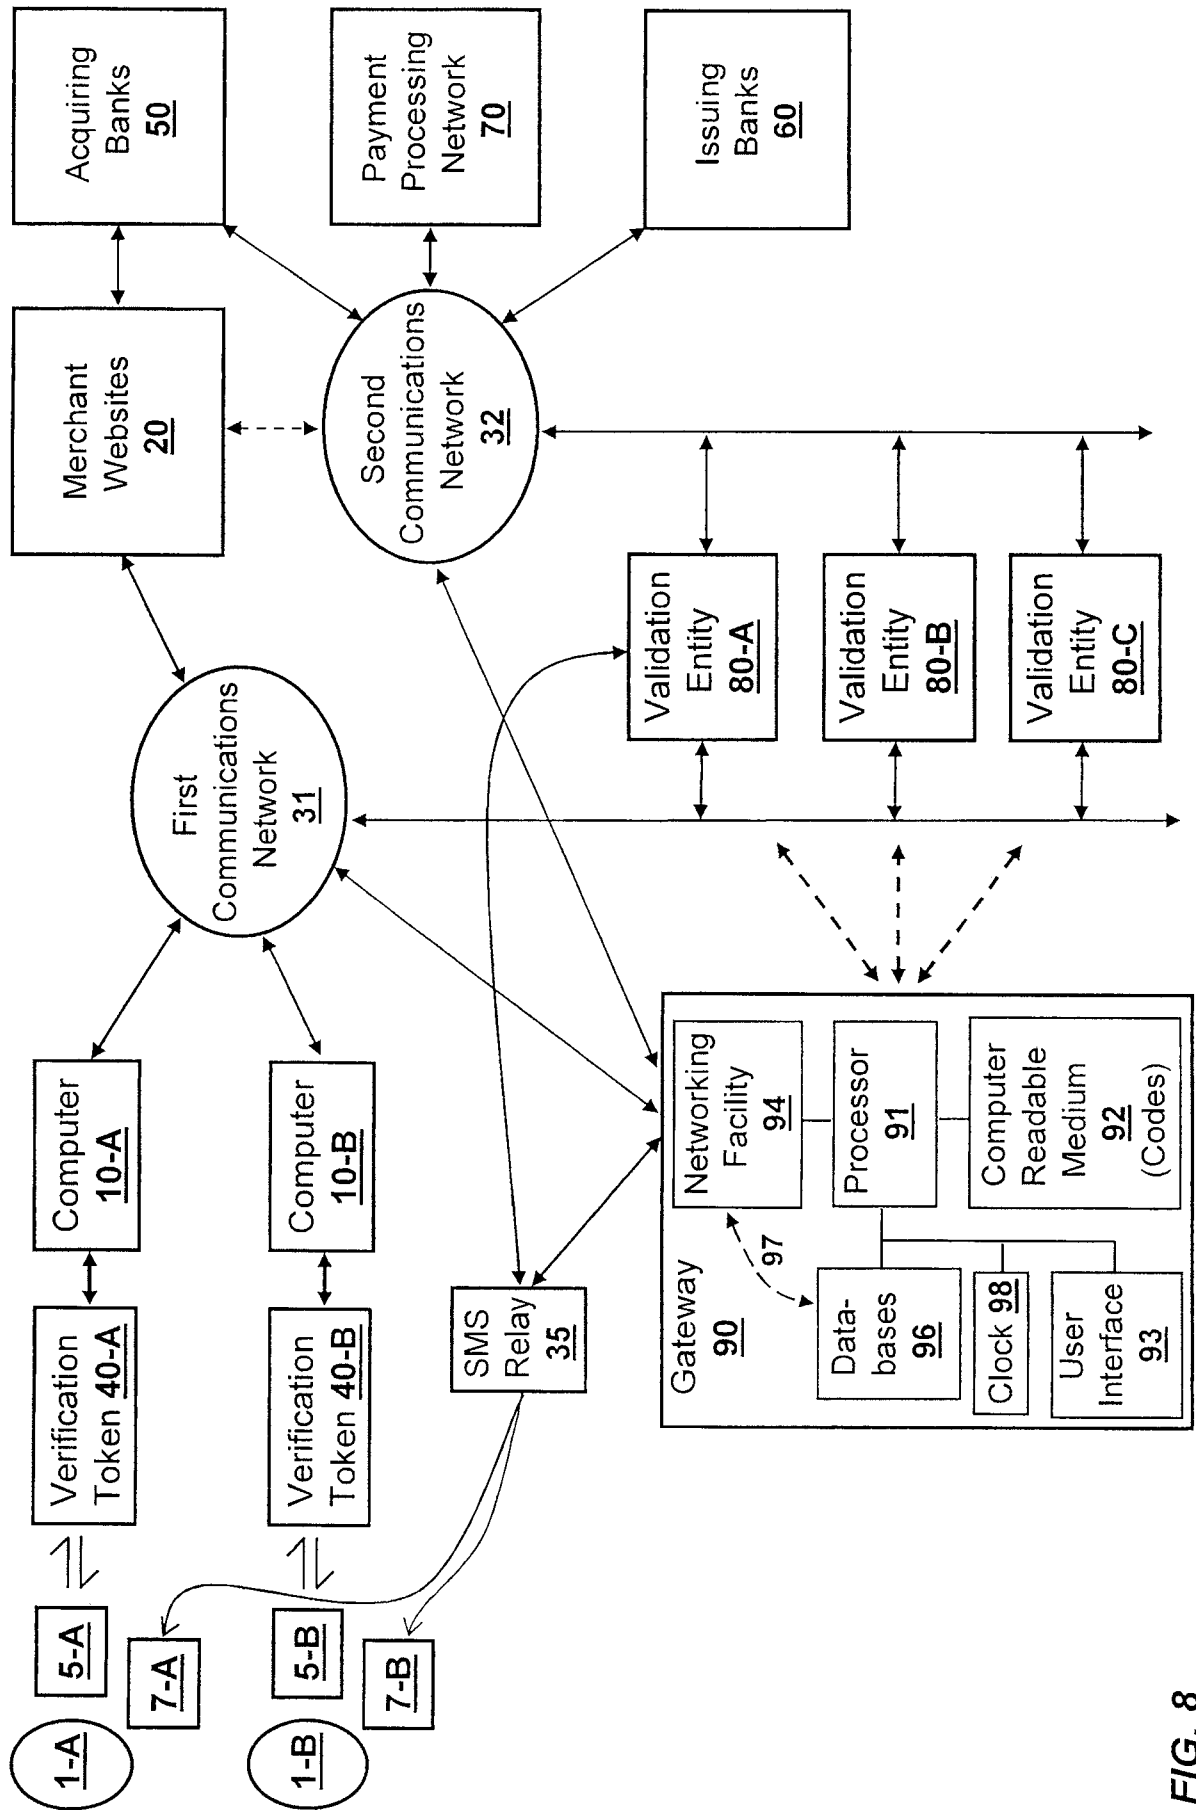 1-A
5-A
7-A
Verification
Token 40-A
Computer
10-A
1-B
5-B
7-B
Verification
Token 40-B
Computer
10-B
First
Communications
Network
31
Merchant
Websites
20
Acquiring
Banks
50
Second
Communications
Network
32
Payment
Processing
Network
70
Issuing
Banks
60
SMS
Relay
35
Validation
Entity
80-A
Validation
Entity
80-B
Validation
Entity
80-C
Gateway
90
Networking
Facility
94
97
Data-
bases
96
Processor
91
Clock 98
User
Interface
93
Computer
Readable
Medium
92
(Codes)
FIG. 8